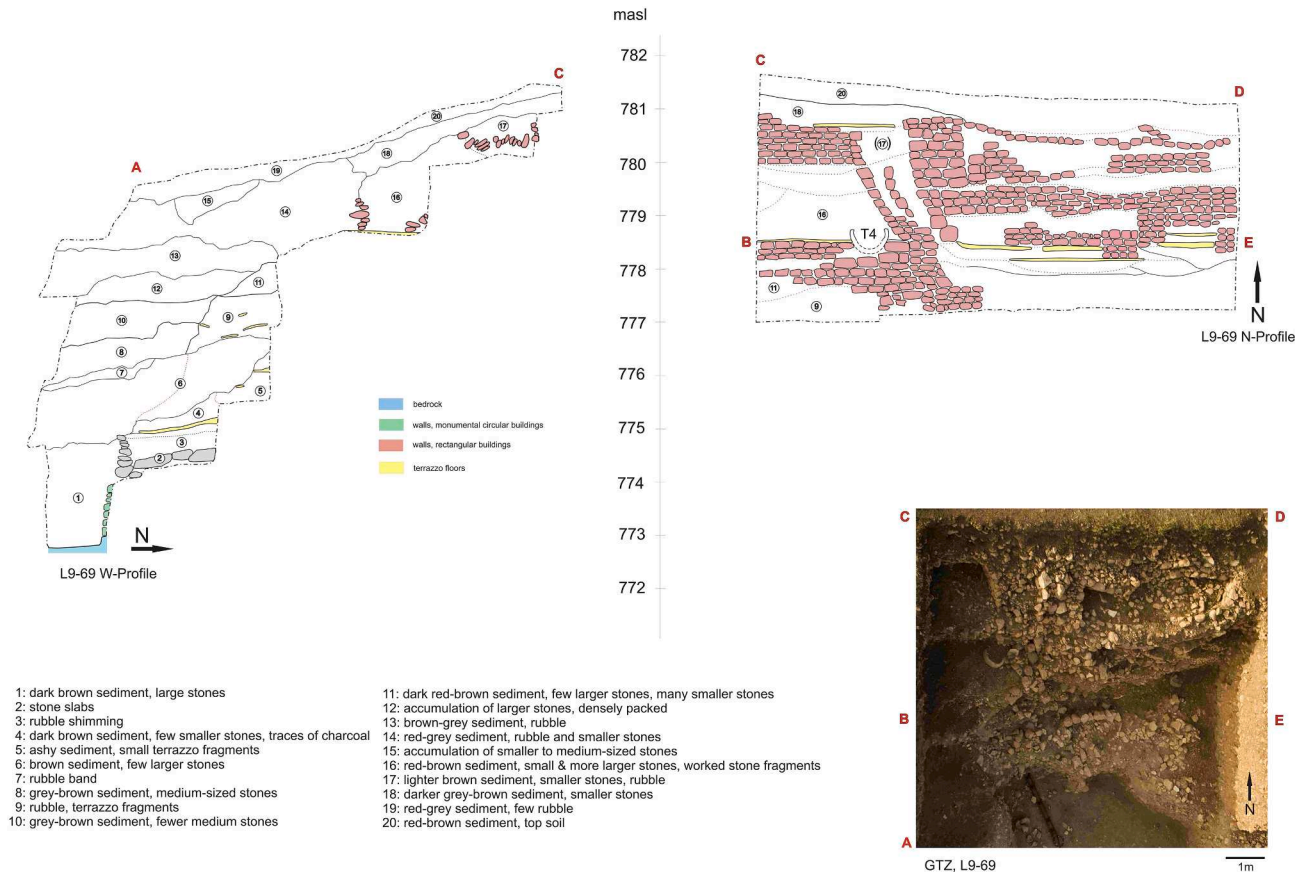 masl
782
781
780
779
778
777
776
775
774
773
772
C
A
20
17
18
19
16
15
14
13
12
11
10
9
8
7
6
5
4
3
2
1
N
L9-69 W-Profile
bedrock
walls, monumental circular buildings
walls, rectangular buildings
terrazzo floors
C
D
20
18
(17)
16
T4
B
E
11
9
N
L9-69 N-Profile
C
D
B
E
N
A
GTZ, L9-69
1m
1: dark brown sediment, large stones
2: stone slabs
3: rubble shimming
4: dark brown sediment, few smaller stones, traces of charcoal
5: ashy sediment, small terrazzo fragments
6: brown sediment, few larger stones
7: rubble band
8: grey-brown sediment, medium-sized stones
9: rubble, terrazzo fragments
10: grey-brown sediment, fewer medium stones
11: dark red-brown sediment, few larger stones, many smaller stones
12: accumulation of larger stones, densely packed
13: brown-grey sediment, rubble
14: red-grey sediment, rubble and smaller stones
15: accumulation of smaller to medium-sized stones
16: red-brown sediment, small & more larger stones, worked stone fragments
17: lighter brown sediment, smaller stones, rubble
18: darker grey-brown sediment, smaller stones
19: red-grey sediment, few rubble
20: red-brown sediment, top soil